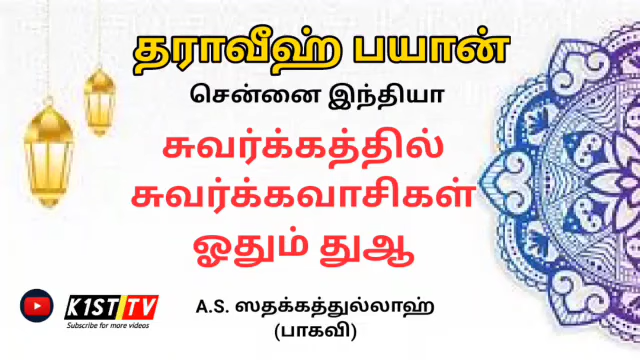 தராவீஹ் பயான்
சென்னை இந்தியா
சுவர்க்கத்தில்
சுவர்க்கவாசிகள்
ஓதும் துஆ
K1ST TV
Subscribe for more videos
A.S. ஸதக்கத்துல்லாஹ்
(பாகவி)